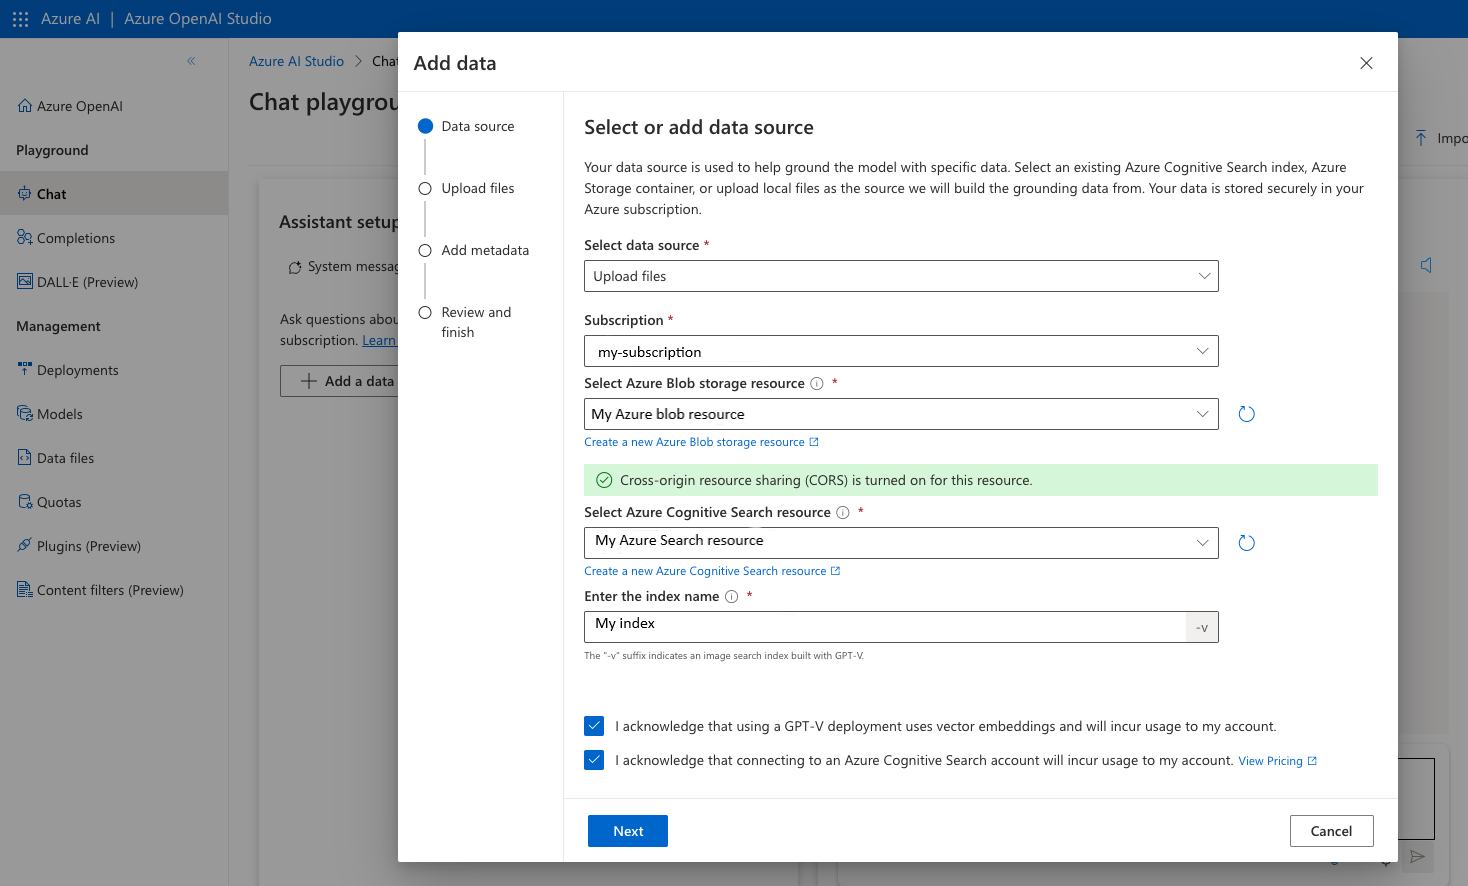 Azure AI | Azure OpenAI Studio
Azure OpenAI
Playground
Chat
Completions
DALL·E (Preview)
Management
Deployments
Models
Data files
Quotas
Plugins (Preview)
Content filters (Preview)
Azure AI Studio > Chat
Chat
Assistant setup
System
Ask questions
subscription. Learn
Add a data
Add data
Data source
Upload files
Add metadata
Review and
finish
Select or add data source
Your data source is used to help ground the model with specific data. Select an existing Azure Cognitive Search index, Azure
Storage container, or upload local files as the source we will build the grounding data from. Your data is stored securely in your
Azure subscription.
Select data source *
Upload files
Subscription *
my-subscription
Select Azure Blob storage resource *
My Azure blob resource
Create a new Azure Blob storage resource
Cross-origin resource sharing (CORS) is turned on for this resource.
Select Azure Cognitive Search resource *
My Azure Search resource
Create a new Azure Cognitive Search resource
Enter the index name *
My index
-v
The "-v" suffix indicates an image search index built with GPT-V.
I acknowledge that using a GPT-V deployment uses vector embeddings and will incur usage to my account.
I acknowledge that connecting to an Azure Cognitive Search account will incur usage to my account. View Pricing
Next
Cancel